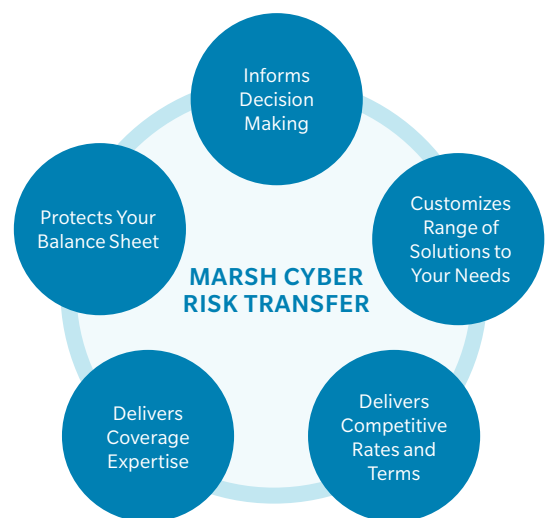 Informs
Decision
Making
Customizes
Range of
Solutions to
Your Needs
Delivers
Competitive
Rates and
Terms
Delivers
Coverage
Expertise
Protects Your
Balance Sheet
MARSH CYBER
RISK TRANSFER